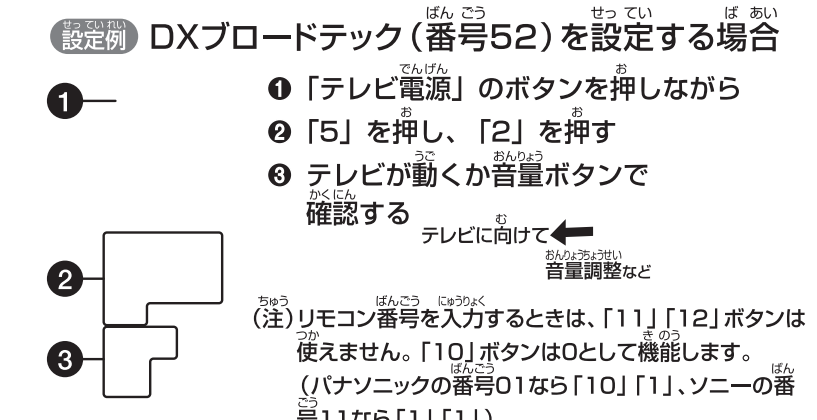 設定例 DXブロードテック(番号52)を設定する場合
❶「テレビ電源」のボタンを押しながら
❷「5」を押し、「2」を押す
❸ テレビが動くか音量ボタンで
確認する
テレビに向けて
音量調整など
❶
❷
❸
(注)リモコン番号を入力するときは、「11」「12」ボタンは
使えません。「10」ボタンは0として機能します。
(パナソニックの番号01なら「10」「1」、ソニーの番
号11なら「1」「1」)